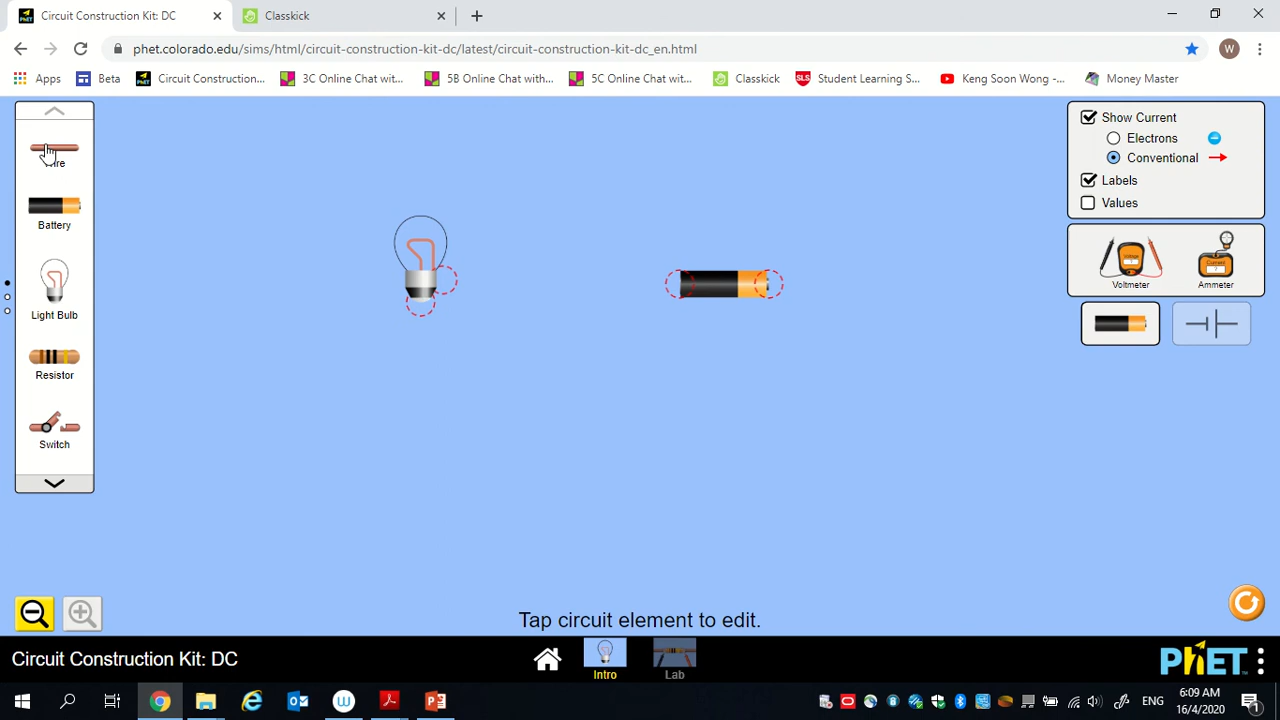 Circuit Construction Kit: DC
Classkick
phet.colorado.edu/sims/html/circuit-construction-kit-dc/latest/circuit-construction-kit-dc_en.html
W
Apps
Beta
Circuit Construction...
3C Online Chat wit...
5B Online Chat with...
5C Online Chat wit...
Classkick
SLS
Student Learning S...
Keng Soon Wong -...
Money Master
Battery
Light Bulb
Resistor
Switch
Show Current
Electrons
Conventional
Labels
Values
Voltmeter
Current
Ammeter
Tap circuit element to edit.
Circuit Construction Kit: DC
Intro
Lab
PhET
ENG
6:09 AM
16/4/2020